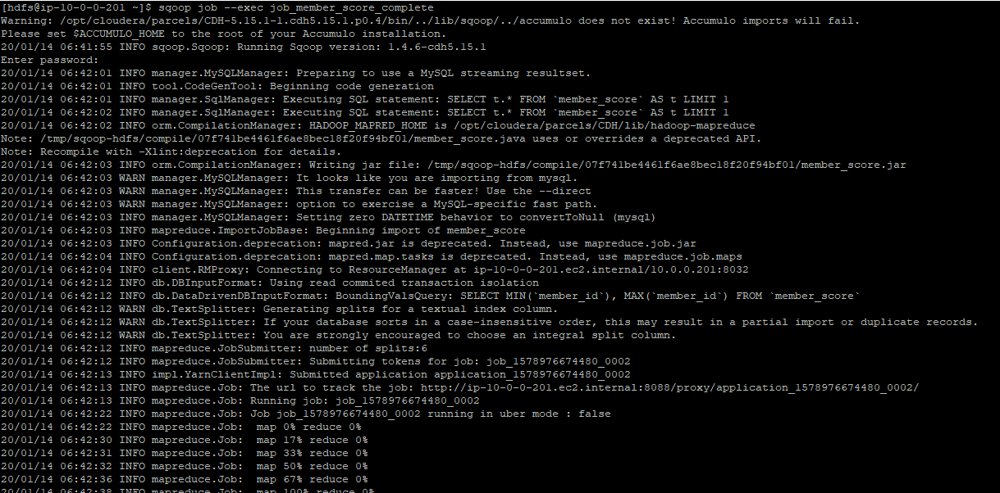 [hdfs@ip-10-0-0-201 ~]$ sqoop job --exec job_member_score_complete
Warning: /opt/cloudera/parcels/CDH-5.15.1-1.cdh5.15.1.p0.4/bin/../lib/sqoop/../accumulo does not exist! Accumulo imports will fail.
Please set $ACCUMULO_HOME to the root of your Accumulo installation.
20/01/14 06:41:55 INFO sqoop.Sqoop: Running Sqoop version: 1.4.6-cdh5.15.1
Enter password:
20/01/14 06:42:01 INFO manager.MySQLManager: Preparing to use a MySQL streaming resultset.
20/01/14 06:42:01 INFO tool.CodeGenTool: Beginning code generation
20/01/14 06:42:01 INFO manager.SqlManager: Executing SQL statement: SELECT t.* FROM `member_score` AS t LIMIT 1
20/01/14 06:42:02 INFO manager.SqlManager: Executing SQL statement: SELECT t.* FROM `member_score` AS t LIMIT 1
20/01/14 06:42:02 INFO orm.CompilationManager: HADOOP_MAPRED_HOME is /opt/cloudera/parcels/CDH/lib/hadoop-mapreduce
Note: /tmp/sqoop-hdfs/compile/07f741be4461f6ae8bec18f20f94bf01/member_score.java uses or overrides a deprecated API.
Note: Recompile with -Xlint:deprecation for details.
20/01/14 06:42:03 INFO orm.CompilationManager: Writing jar file: /tmp/sqoop-hdfs/compile/07f741be4461f6ae8bec18f20f94bf01/member_score.jar
20/01/14 06:42:03 WARN manager.MySQLManager: It looks like you are importing from mysql.
20/01/14 06:42:03 WARN manager.MySQLManager: This transfer can be faster! Use the --direct
20/01/14 06:42:03 WARN manager.MySQLManager: option to exercise a MySQL-specific fast path.
20/01/14 06:42:03 INFO manager.MySQLManager: Setting zero DATETIME behavior to convertToNull (mysql)
20/01/14 06:42:03 INFO mapreduce.ImportJobBase: Beginning import of member_score
20/01/14 06:42:03 INFO Configuration.deprecation: mapred.jar is deprecated. Instead, use mapreduce.job.jar
20/01/14 06:42:04 INFO Configuration.deprecation: mapred.map.tasks is deprecated. Instead, use mapreduce.job.maps
20/01/14 06:42:04 INFO client.RMProxy: Connecting to ResourceManager at ip-10-0-0-201.ec2.internal/10.0.0.201:8032
20/01/14 06:42:12 INFO db.DBInputFormat: Using read commited transaction isolation
20/01/14 06:42:12 INFO db.DataDrivenDBInputFormat: BoundingValsQuery: SELECT MIN(`member_id`), MAX(`member_id`) FROM `member_score`
20/01/14 06:42:12 WARN db.TextSplitter: Generating splits for a textual index column.
20/01/14 06:42:12 WARN db.TextSplitter: If your database sorts in a case-insensitive order, this may result in a partial import or duplicate records.
20/01/14 06:42:12 WARN db.TextSplitter: You are strongly encouraged to choose an integral split column.
20/01/14 06:42:12 INFO mapreduce.JobSubmitter: number of splits:6
20/01/14 06:42:12 INFO mapreduce.JobSubmitter: Submitting tokens for job: job_1578976674480_0002
20/01/14 06:42:13 INFO impl.YarnClientImpl: Submitted application application_1578976674480_0002
20/01/14 06:42:13 INFO mapreduce.Job: The url to track the job: http://ip-10-0-0-201.ec2.internal:8088/proxy/application_1578976674480_0002/
20/01/14 06:42:13 INFO mapreduce.Job: Running job: job_1578976674480_0002
20/01/14 06:42:22 INFO mapreduce.Job: Job job_1578976674480_0002 running in uber mode : false
20/01/14 06:42:22 INFO mapreduce.Job:  map 0% reduce 0%
20/01/14 06:42:30 INFO mapreduce.Job:  map 17% reduce 0%
20/01/14 06:42:31 INFO mapreduce.Job:  map 33% reduce 0%
20/01/14 06:42:32 INFO mapreduce.Job:  map 50% reduce 0%
20/01/14 06:42:36 INFO mapreduce.Job:  map 67% reduce 0%
20/01/14 06:42:38 INFO mapreduce.Job:  map 100% reduce 0%